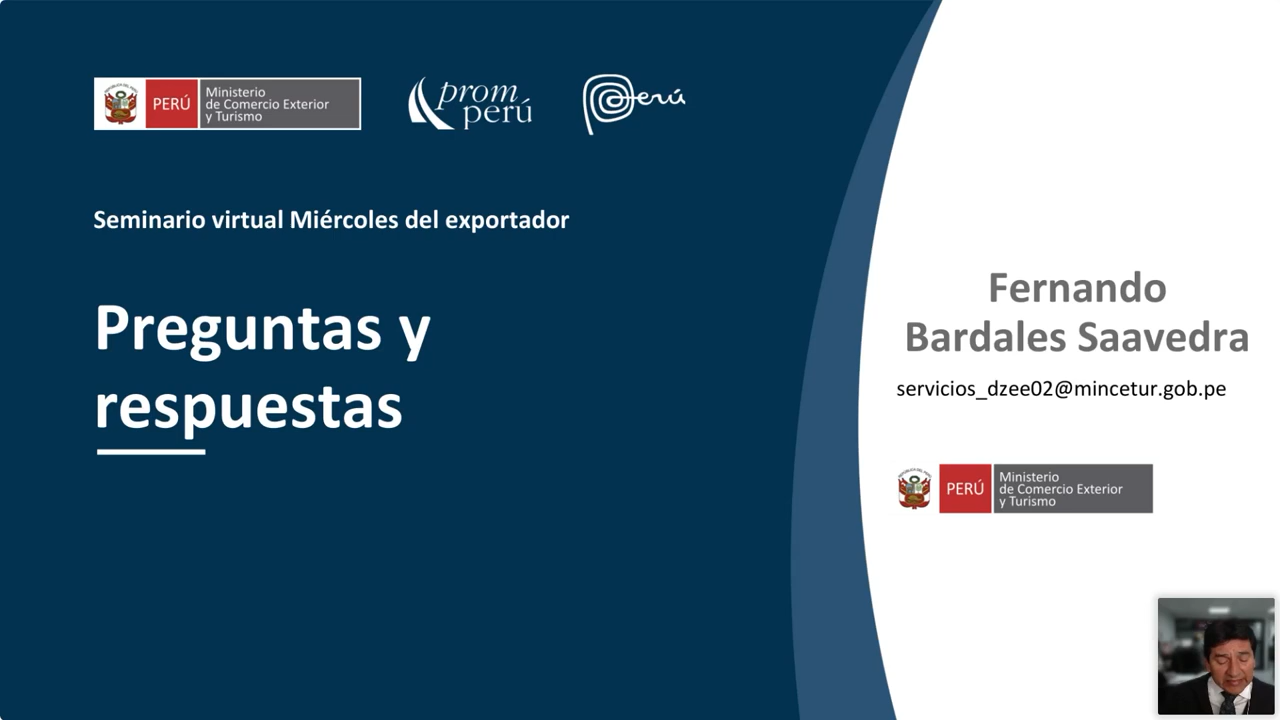 PERÚ
Ministerio
de Comercio Exterior
y Turismo
prom
perú
Perú
Seminario virtual Miércoles del exportador
Preguntas y
respuestas
Fernando
Bardales Saavedra
servicios_dzee02@mincetur.gob.pe
PERÚ
Ministerio
de Comercio Exterior
y Turismo